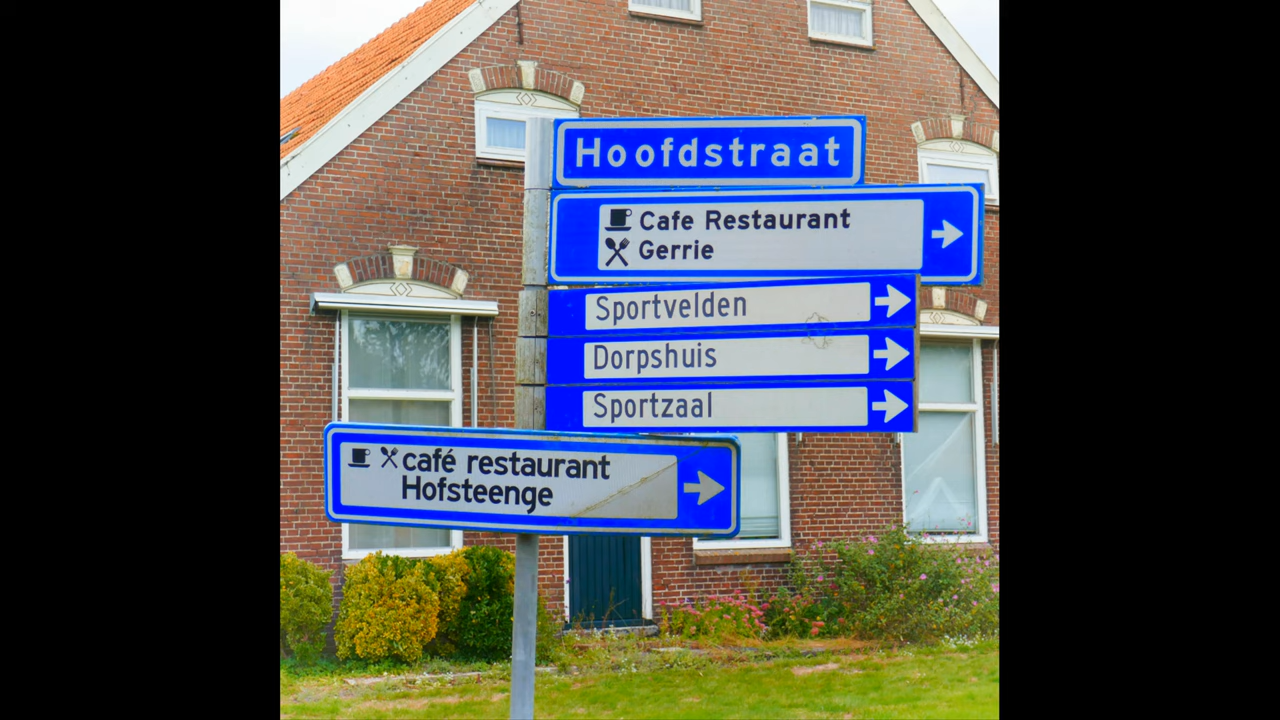 Hoofdstraat
Cafe Restaurant
Gerrie
Sportvelden
Dorpshuis
Sportzaal
café restaurant
Hofsteenge